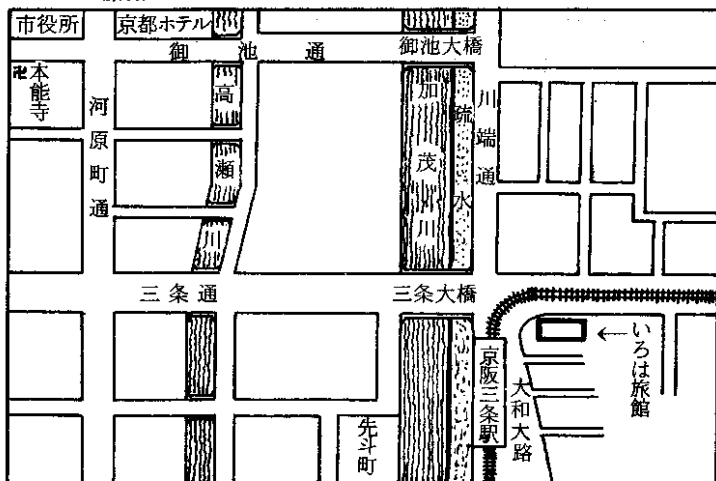 市役所
京都ホテル
御池通
御池大橋
卍本能寺
河原町通
高瀬川
加茂川
疏水
川端通
三条通
三条大橋
京阪三条駅
大和大路
←いろは旅館
先斗町